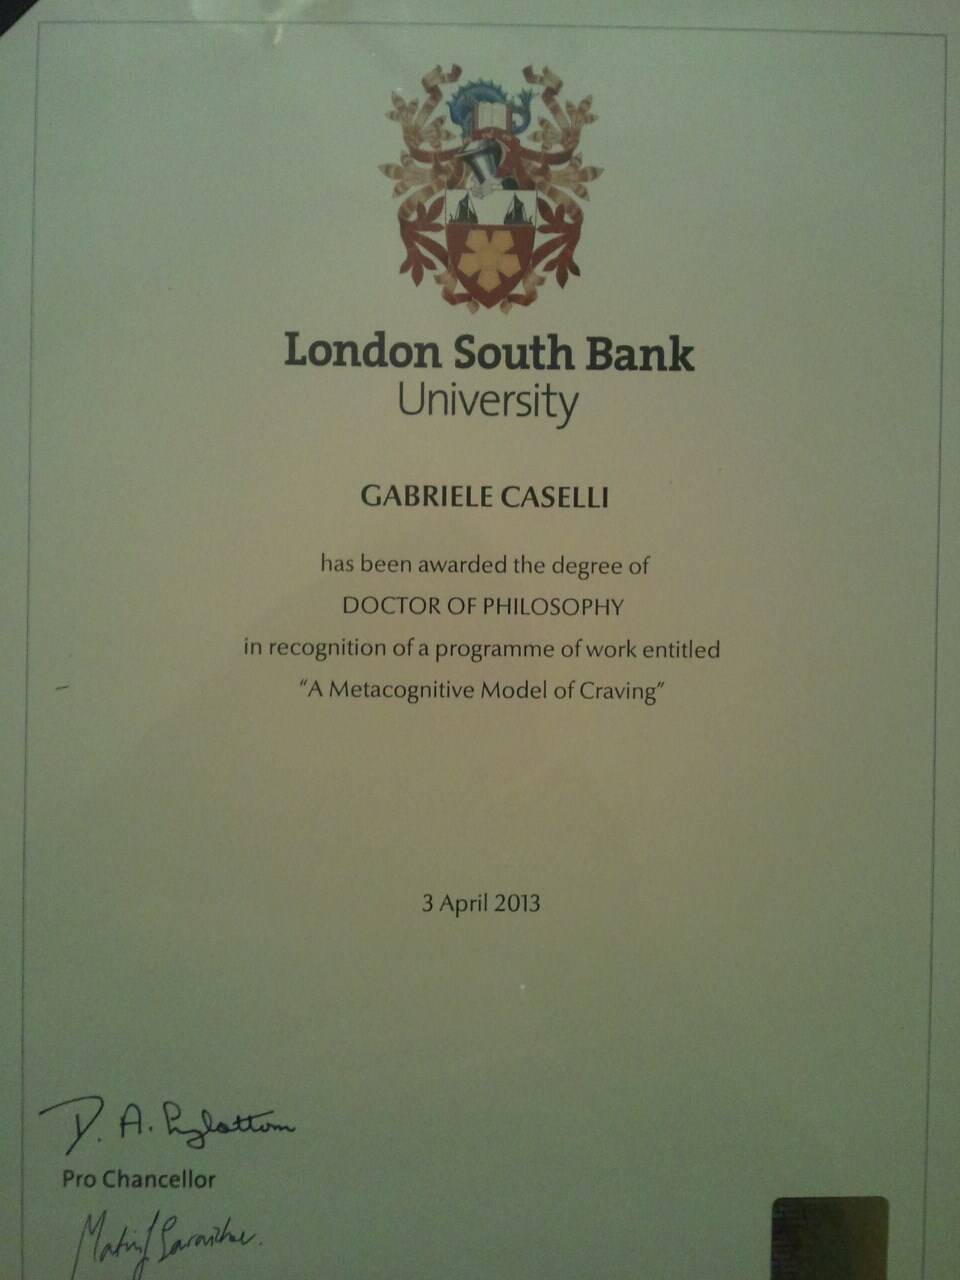 London South Bank
University
GABRIELE CASELLI
has been awarded the degree of
DOCTOR OF PHILOSOPHY
in recognition of a programme of work entitled
“A Metacognitive Model of Craving”
3 April 2013
D. A.
Pro Chancellor